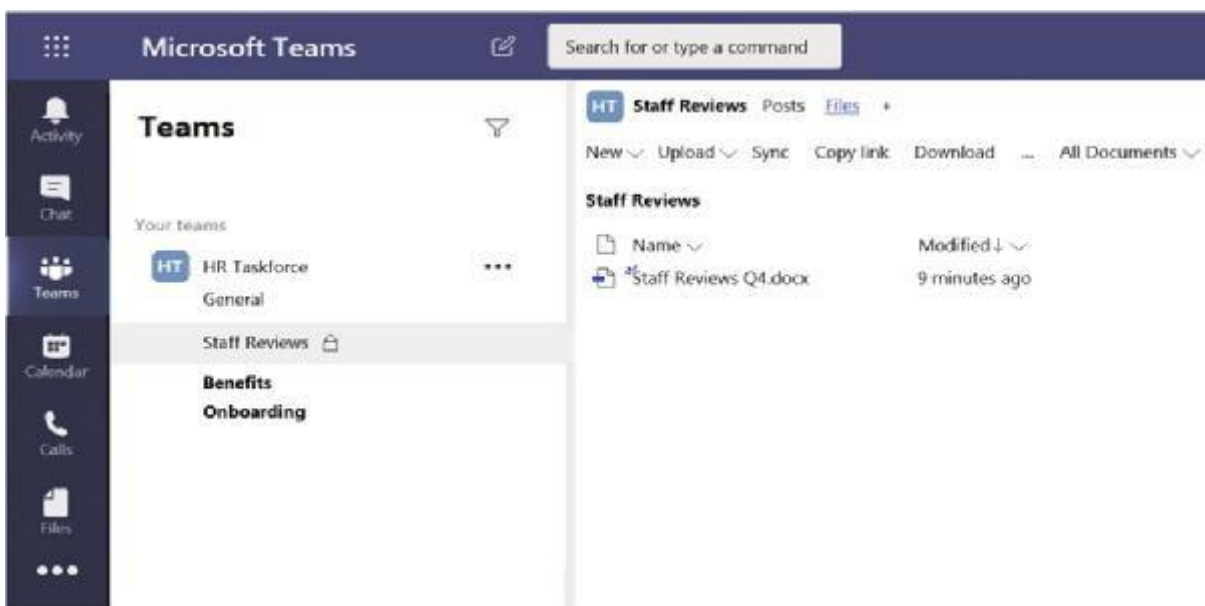 Microsoft Teams
Search for or type a command
Activity
Chat
Teams
Calendar
Calls
Files
Teams
Your teams
HT HR Taskforce
General
Staff Reviews
Benefits
Onboarding
HT Staff Reviews Posts Files +
New Upload Sync Copy link Download ... All Documents
Staff Reviews
Name Modified↓
Staff Reviews Q4.docx 9 minutes ago